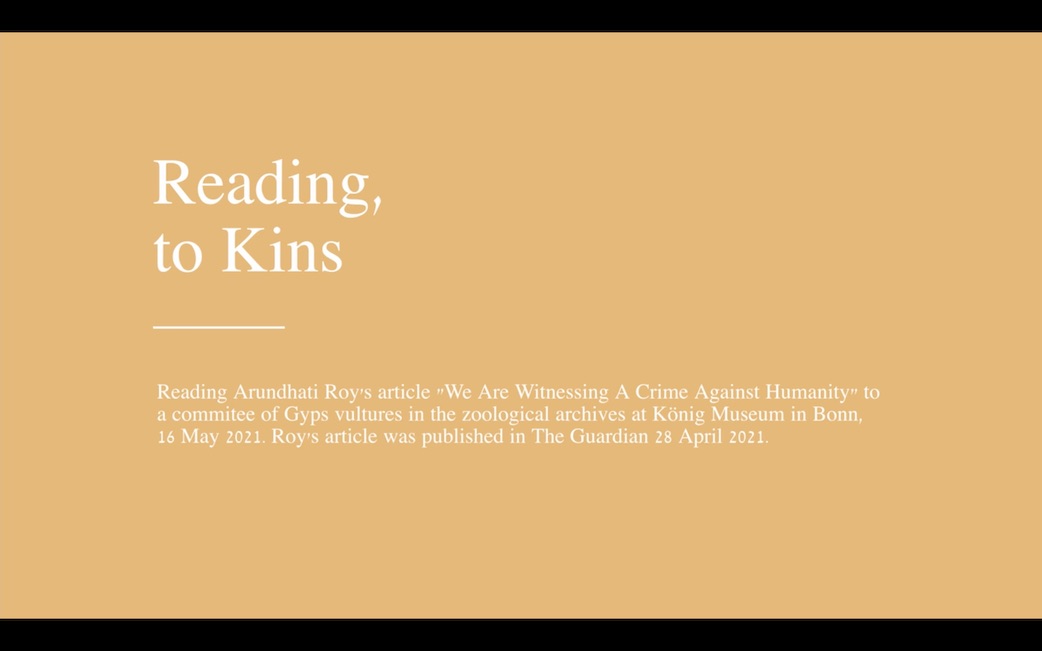 Reading,
to Kins
Reading Arundhati Roy's article "We Are Witnessing A Crime Against Humanity" to
a commitee of Gyps vultures in the zoological archives at König Museum in Bonn,
16 May 2021. Roy's article was published in The Guardian 28 April 2021.